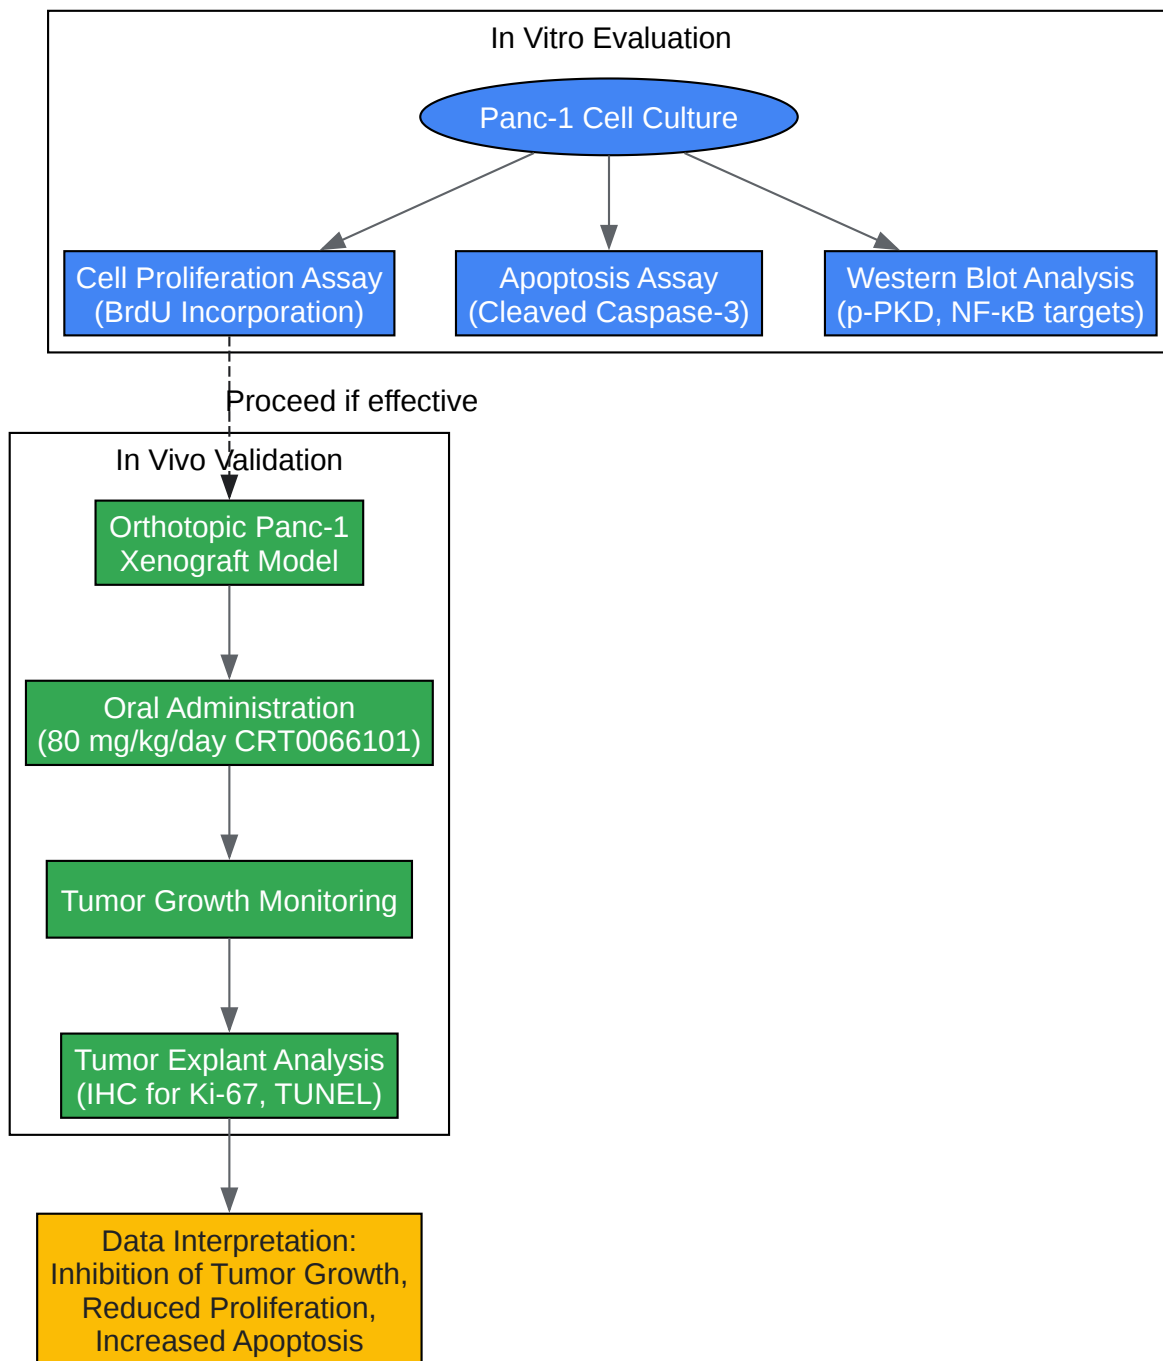 In Vitro Evaluation
Panc-1 Cell Culture
Cell Proliferation Assay
(BrdU Incorporation)
Apoptosis Assay
(Cleaved Caspase-3)
Western Blot Analysis
(p-PKD, NF-κB targets)
Proceed if effective
In Vivo Validation
Orthotopic Panc-1
Xenograft Model
Oral Administration
(80 mg/kg/day CRT0066101)
Tumor Growth Monitoring
Tumor Explant Analysis
(IHC for Ki-67, TUNEL)
Data Interpretation:
Inhibition of Tumor Growth,
Reduced Proliferation,
Increased Apoptosis